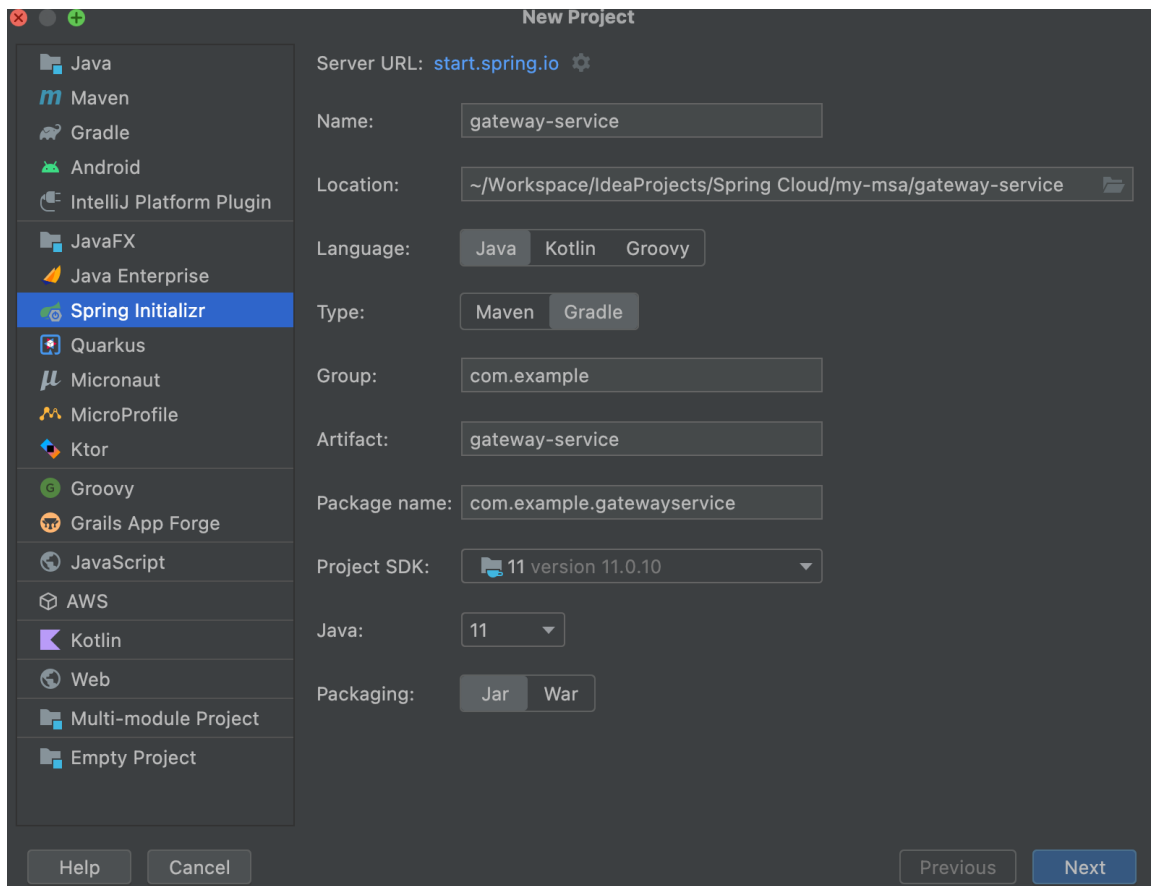 New Project
Java
Maven
Gradle
Android
IntelliJ Platform Plugin
JavaFX
Java Enterprise
Spring Initializr
Quarkus
Micronaut
MicroProfile
Ktor
Groovy
Grails App Forge
JavaScript
AWS
Kotlin
Web
Multi-module Project
Empty Project
Server URL: start.spring.io
Name: gateway-service
Location: ~/Workspace/IdeaProjects/Spring Cloud/my-msa/gateway-service
Language: Java Kotlin Groovy
Type: Maven Gradle
Group: com.example
Artifact: gateway-service
Package name: com.example.gatewayservice
Project SDK: 11 version 11.0.10
Java: 11
Packaging: Jar War
Help Cancel Previous Next